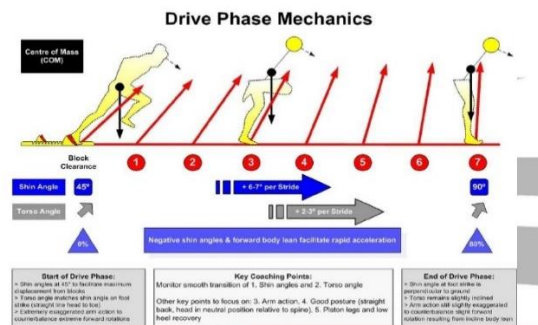 Drive Phase Mechanics
Centre of Mass
(COM)
Block
Clearance
1
2
3
4
5
6
7
Shin Angle
45º
+ 6-7º per Stride
90º
Torso Angle
+ 2-3º per Stride
Negative shin angles & forward body lean facilitate rapid acceleration
Start of Drive Phase:
> Shin angles at 45º to facilitate maximum
displacement from blocks
> Torso angle matches shin angle on foot
strike (straight line head to toe)
> Extremely exaggerated arm action to
counterbalance extreme forward rotations
Key Coaching Points:
Monitor smooth transition of 1. Shin angles and 2. Torso angle
Other key points to focus on: 3. Arm action, 4. Good posture (straight
back, head in neutral position relative to spine), 5. Piston legs and low
heel recovery
End of Drive Phase:
> Shin angle at foot strike is
perpendicular to ground
> Torso remains slightly inclined
> Arm action still slightly exaggerated
to counterbalance slight forward
rotation resulting from incline body lean